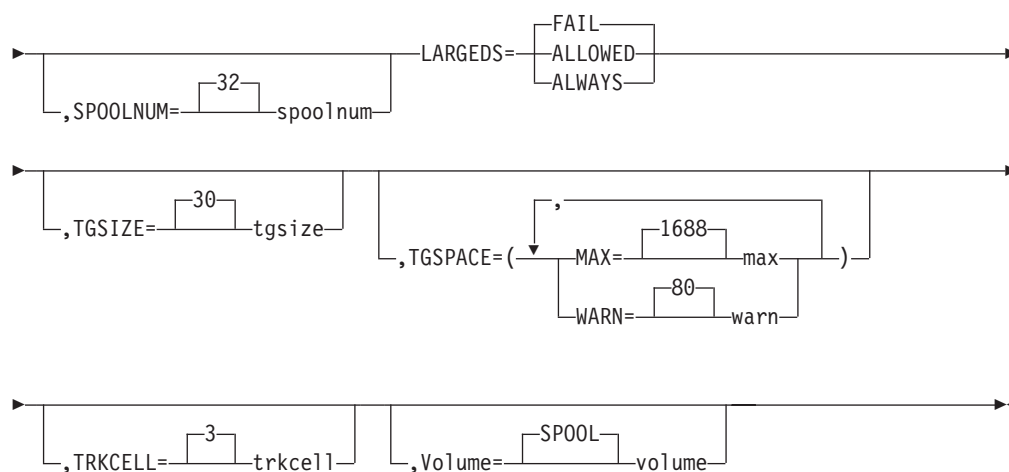 FAIL
LARGEDS= ALLOWED
ALWAYS
32
,SPOOLNUM= spoolnum
30
,TGSIZE= tgsize
,
1688
,TGSPACE=( MAX= max )
80
WARN= warn
3
,TRKCELL= trkcell
SPOOL
,Volume= volume